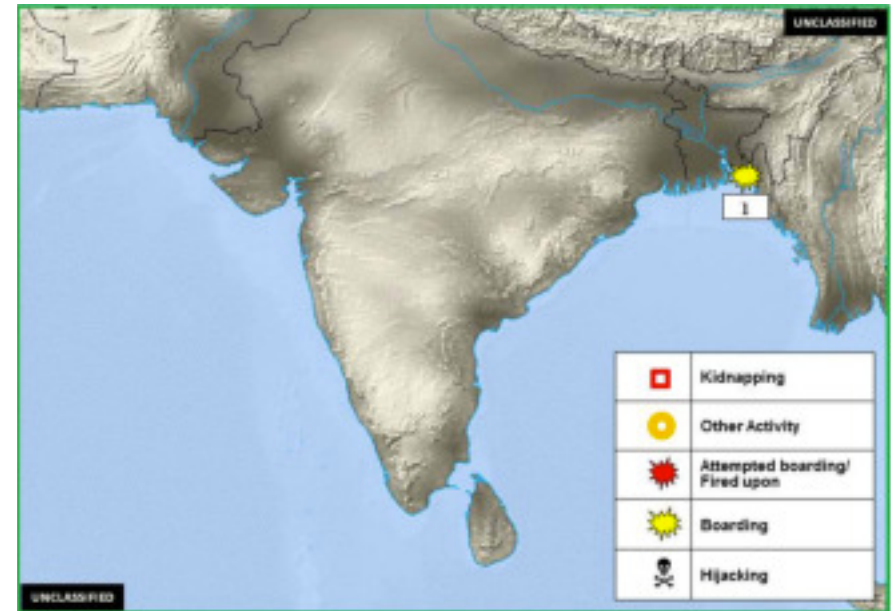 UNCLASSIFIED
1
Kidnapping
Other Activity
Attempted boarding/
Fired upon
Boarding
Hijacking
UNCLASSIFIED